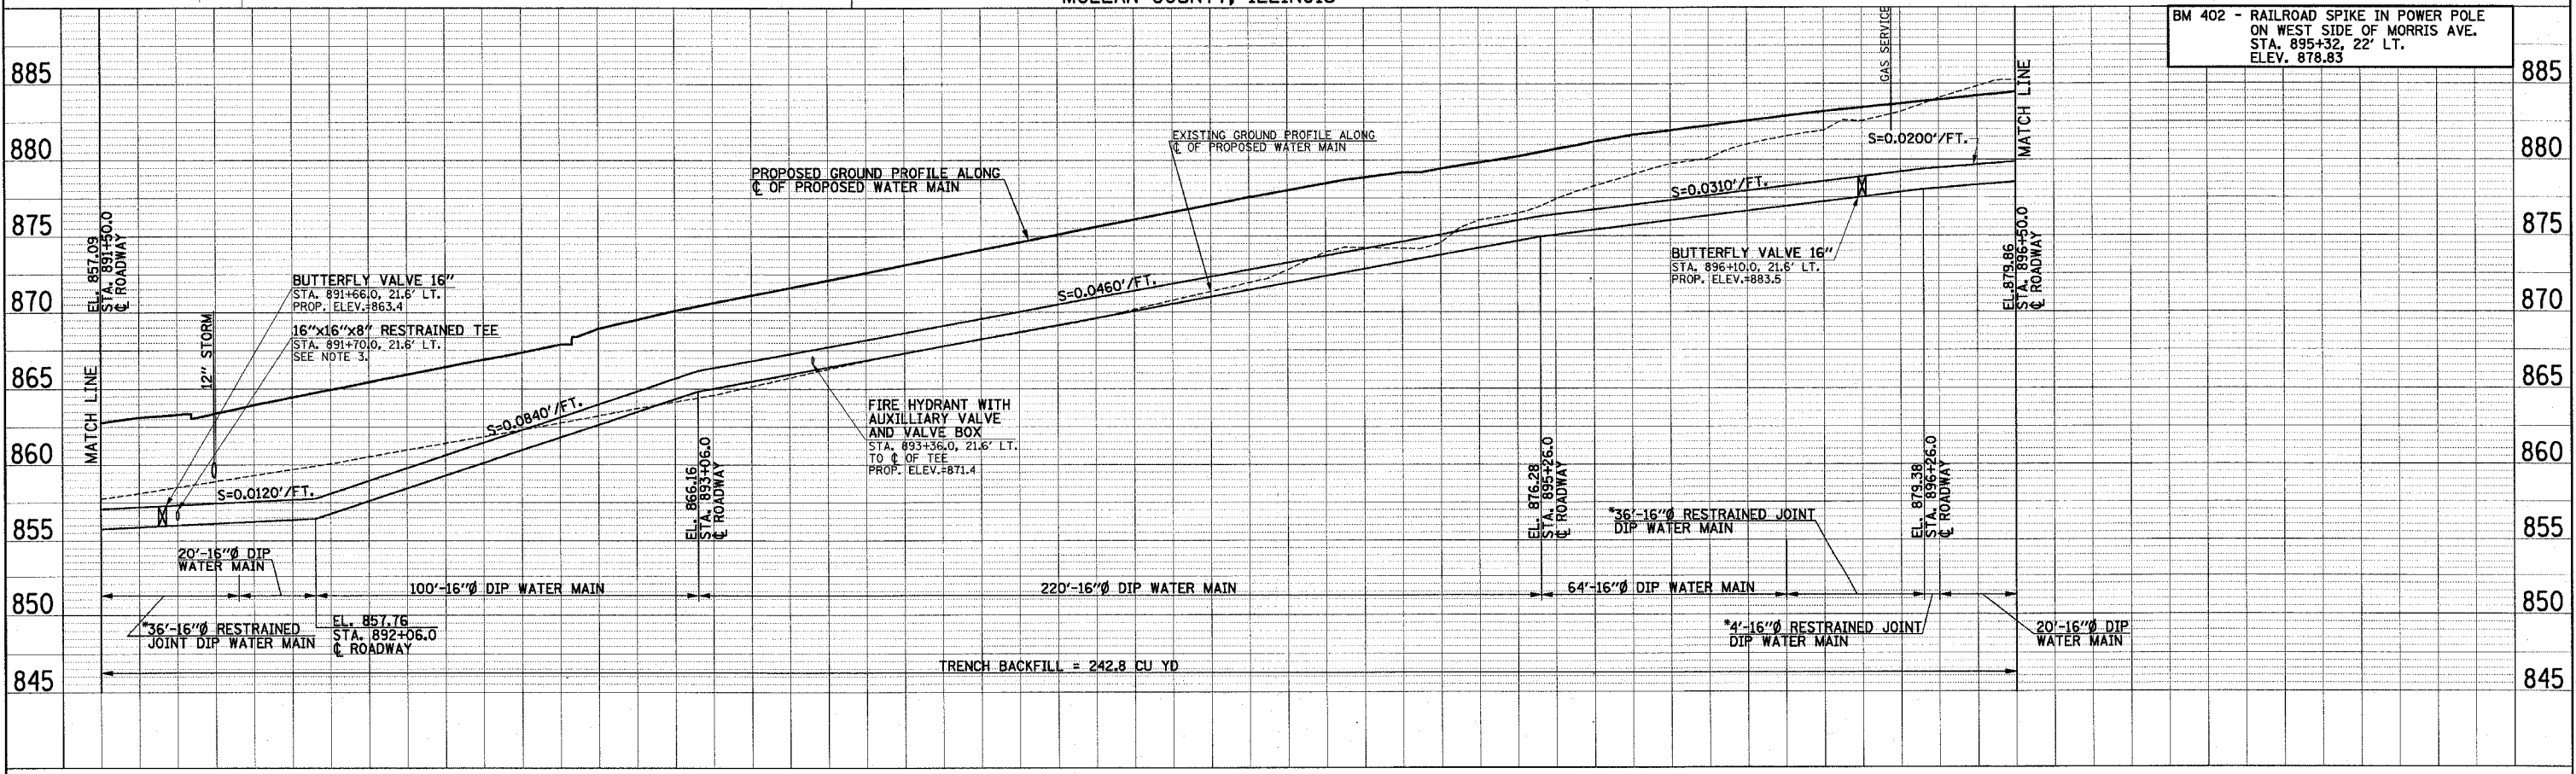 MCLEAN COUNTY, ILLINOIS
BM 402 - RAILROAD SPIKE IN POWER POLE
ON WEST SIDE OF MORRIS AVE.
STA. 895+32, 22' LT.
ELEV. 878.83
885
880
875
870
865
860
855
850
845
MATCH LINE
EL. 857.09
STA. 891+50.0
℄ ROADWAY
12" STORM
BUTTERFLY VALVE 16"
STA. 891+66.0, 21.6' LT.
PROP. ELEV.=863.4
16"x16"x8" RESTRAINED TEE
STA. 891+70.0, 21.6' LT.
SEE NOTE 3.
S=0.0120'/FT.
20'-16"Ø DIP
WATER MAIN
*36'-16"Ø RESTRAINED
JOINT DIP WATER MAIN
EL. 857.76
STA. 892+06.0
℄ ROADWAY
100'-16"Ø DIP WATER MAIN
S=0.0840'/FT.
EL. 866.16
STA. 893+06.0
℄ ROADWAY
PROPOSED GROUND PROFILE ALONG
℄ OF PROPOSED WATER MAIN
FIRE HYDRANT WITH
AUXILLIARY VALVE
AND VALVE BOX
STA. 893+36.0, 21.6' LT.
TO ℄ OF TEE
PROP. ELEV.=871.4
EXISTING GROUND PROFILE ALONG
℄ OF PROPOSED WATER MAIN
S=0.0460'/FT.
220'-16"Ø DIP WATER MAIN
TRENCH BACKFILL = 242.8 CU YD
EL. 876.28
STA. 895+26.0
℄ ROADWAY
64'-16"Ø DIP WATER MAIN
*36'-16"Ø RESTRAINED JOINT
DIP WATER MAIN
S=0.0310'/FT.
BUTTERFLY VALVE 16"
STA. 896+10.0, 21.6' LT.
PROP. ELEV.=883.5
GAS SERVICE
S=0.0200'/FT.
EL. 879.38
STA. 896+26.0
℄ ROADWAY
*4'-16"Ø RESTRAINED JOINT
DIP WATER MAIN
20'-16"Ø DIP
WATER MAIN
MATCH LINE
EL.879.86
STA. 896+50.0
℄ ROADWAY
885
880
875
870
865
860
855
850
845